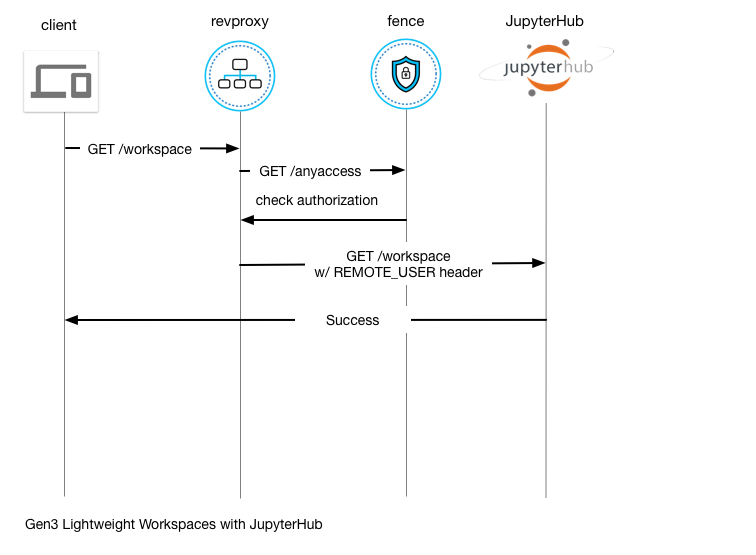 client
revproxy
fence
JupyterHub
jupyterhub
GET /workspace
GET /anyaccess
check authorization
GET /workspace
w/ REMOTE_USER header
Success
Gen3 Lightweight Workspaces with JupyterHub